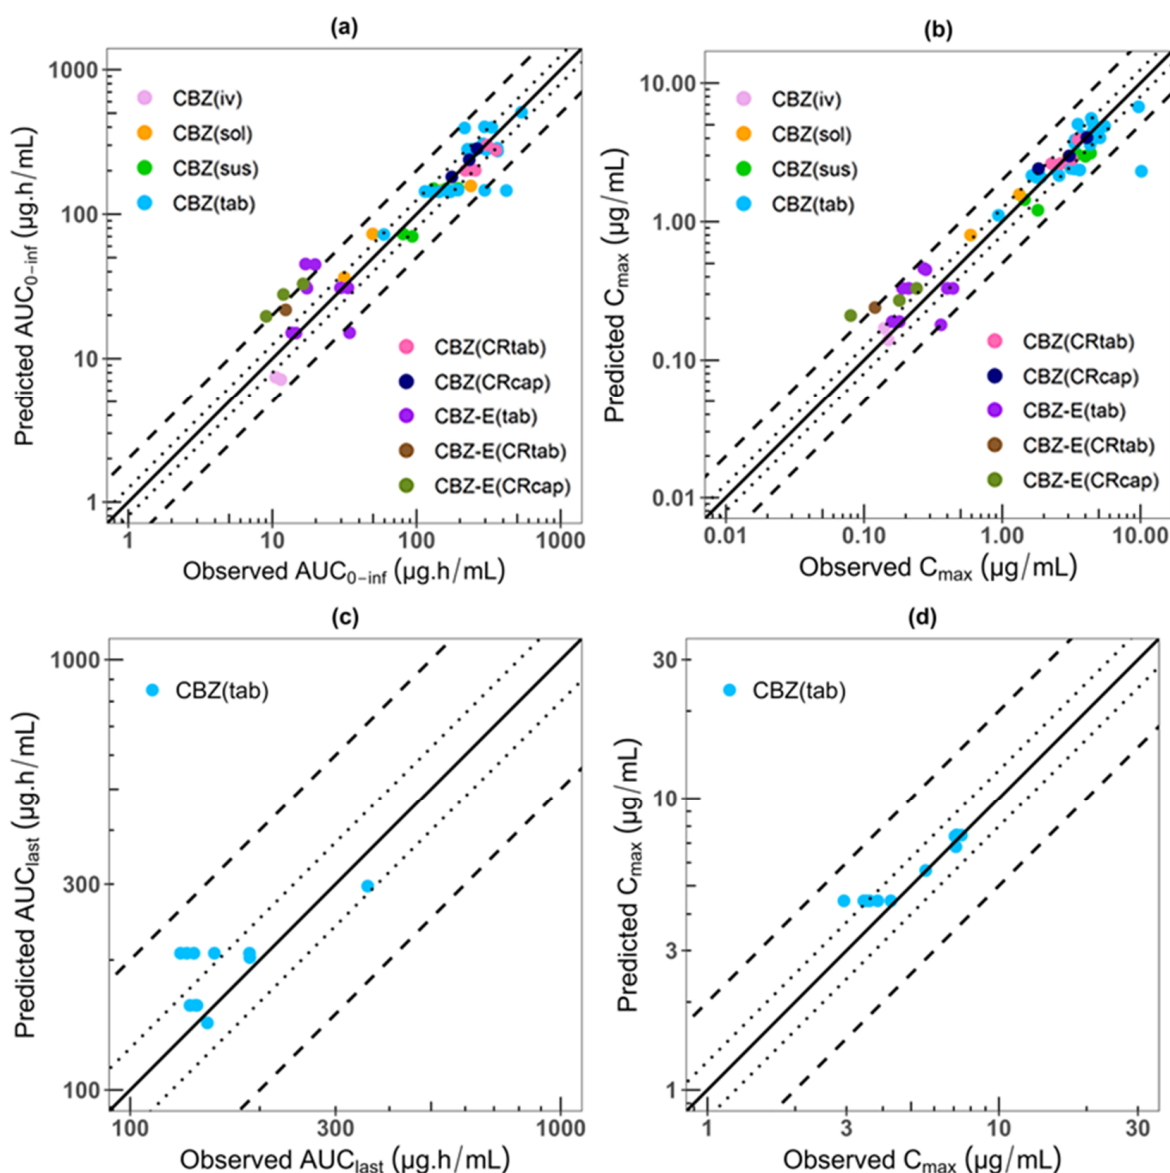 (a)
1000
100
10
1
Predicted AUC0−inf (µg.h/mL)
CBZ(iv)
CBZ(sol)
CBZ(sus)
CBZ(tab)
CBZ(CRtab)
CBZ(CRcap)
CBZ-E(tab)
CBZ-E(CRtab)
CBZ-E(CRcap)
1 10 100 1000
Observed AUC0−inf (µg.h/mL)
(b)
10.00
1.00
0.10
0.01
Predicted Cmax (µg/mL)
CBZ(iv)
CBZ(sol)
CBZ(sus)
CBZ(tab)
CBZ(CRtab)
CBZ(CRcap)
CBZ-E(tab)
CBZ-E(CRtab)
CBZ-E(CRcap)
0.01 0.10 1.00 10.00
Observed Cmax (µg/mL)
(c)
1000
300
100
Predicted AUClast (µg.h/mL)
CBZ(tab)
100 300 1000
Observed AUClast (µg.h/mL)
(d)
30
10
3
1
Predicted Cmax (µg/mL)
CBZ(tab)
1 3 10 30
Observed Cmax (µg/mL)